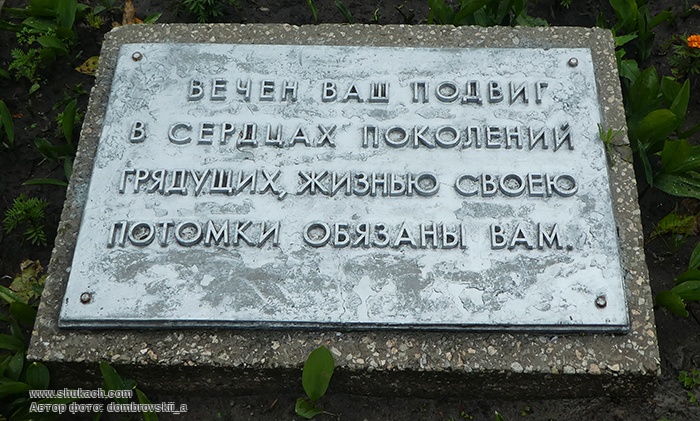 ВЕЧЕН ВАШ ПОДВИГ
В СЕРДЦАХ ПОКОЛЕНИЙ
ГРЯДУЩИХ, ЖИЗНЬЮ СВОЕЮ
ПОТОМКИ ОБЯЗАНЫ ВАМ.
www.shukach.com
Автор фото: dombrovskii_a